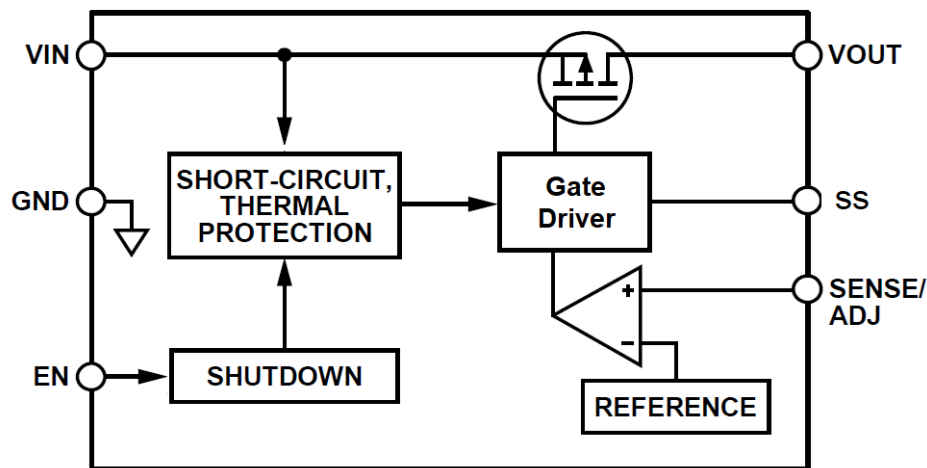 VIN
VOUT
SHORT-CIRCUIT,
THERMAL
PROTECTION
Gate
Driver
GND
SS
+
SENSE/
ADJ
-
EN
SHUTDOWN
REFERENCE